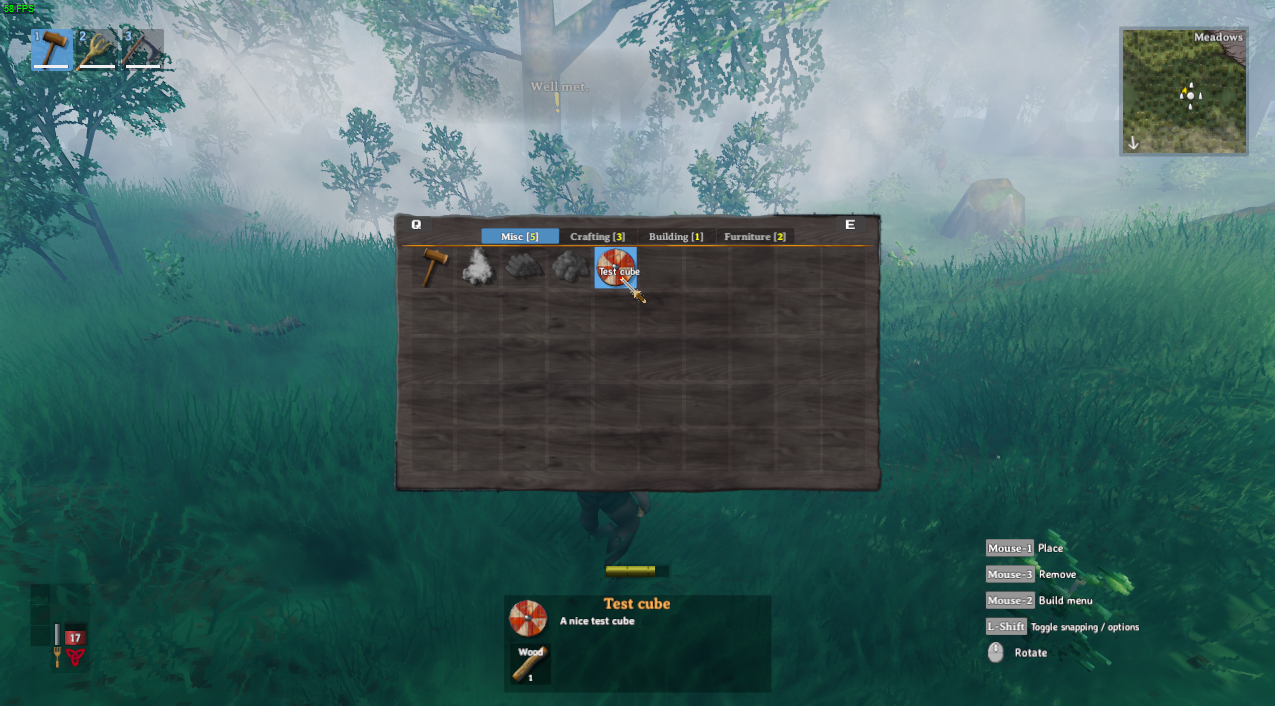 58 FPS
1
2
3
Meadows
Well met.
Q
E
Misc [5]
Crafting [3]
Building [1]
Furniture [2]
Test cube
Mouse-1 Place
Mouse-3 Remove
Mouse-2 Build menu
L-Shift Toggle snapping / options
Rotate
17
Test cube
A nice test cube
Wood
1